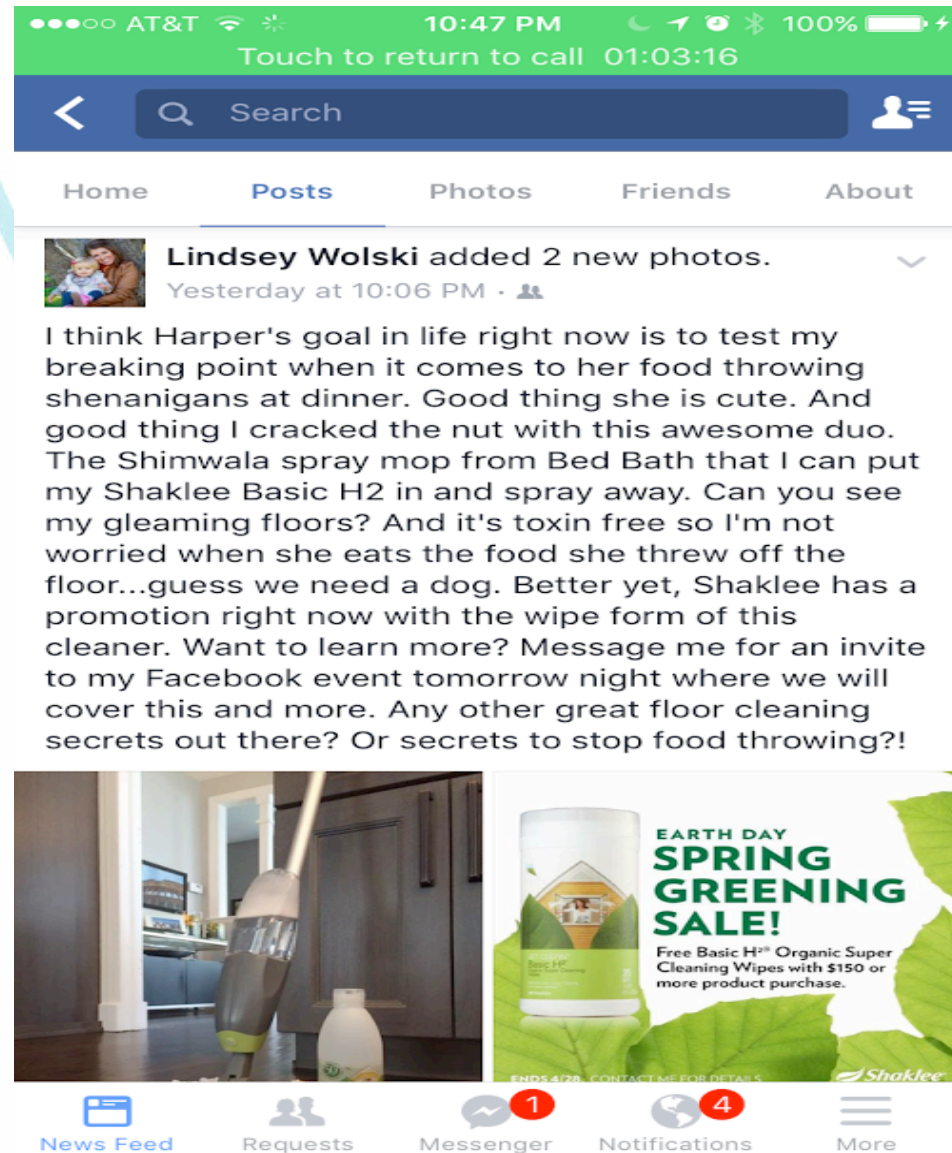 AT&T 10:47 PM 100%
Touch to return to call 01:03:16
Search
Home Posts Photos Friends About
Lindsey Wolski added 2 new photos.
Yesterday at 10:06 PM ·
I think Harper's goal in life right now is to test my
breaking point when it comes to her food throwing
shenanigans at dinner. Good thing she is cute. And
good thing I cracked the nut with this awesome duo.
The Shimwala spray mop from Bed Bath that I can put
my Shaklee Basic H2 in and spray away. Can you see
my gleaming floors? And it's toxin free so I'm not
worried when she eats the food she threw off the
floor...guess we need a dog. Better yet, Shaklee has a
promotion right now with the wipe form of this
cleaner. Want to learn more? Message me for an invite
to my Facebook event tomorrow night where we will
cover this and more. Any other great floor cleaning
secrets out there? Or secrets to stop food throwing?!
EARTH DAY
SPRING
GREENING
SALE!
Free Basic H²® Organic Super
Cleaning Wipes with $150 or
more product purchase.
Basic H²
ENDS 4/28 CONTACT ME FOR DETAILS
Shaklee
1 4
News Feed Requests Messenger Notifications More